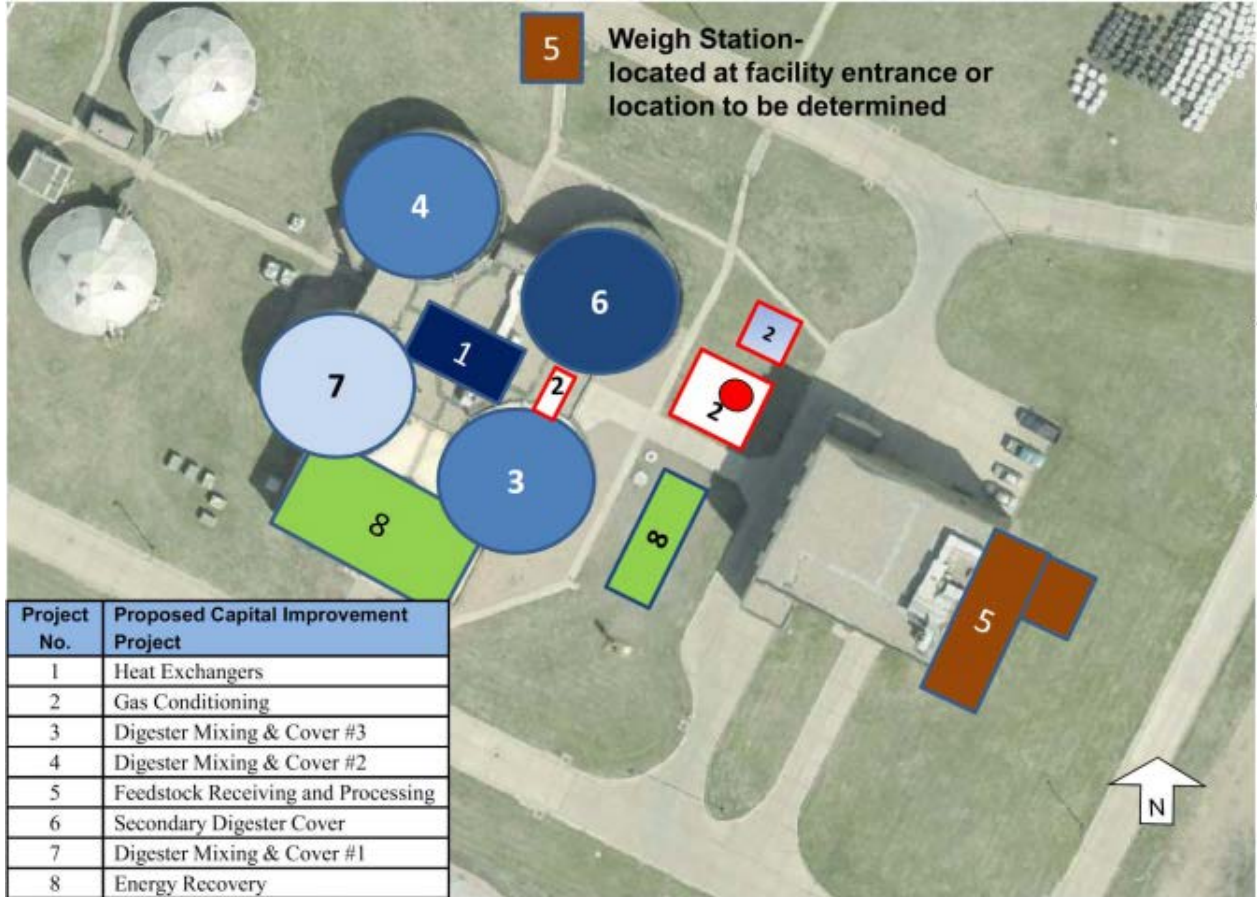 5
Weigh Station-
located at facility entrance or
location to be determined
4
6
2
1
2
7
2
3
8
8
5
Project No. Proposed Capital Improvement Project
1 Heat Exchangers
2 Gas Conditioning
3 Digester Mixing & Cover #3
4 Digester Mixing & Cover #2
5 Feedstock Receiving and Processing
6 Secondary Digester Cover
7 Digester Mixing & Cover #1
8 Energy Recovery
N